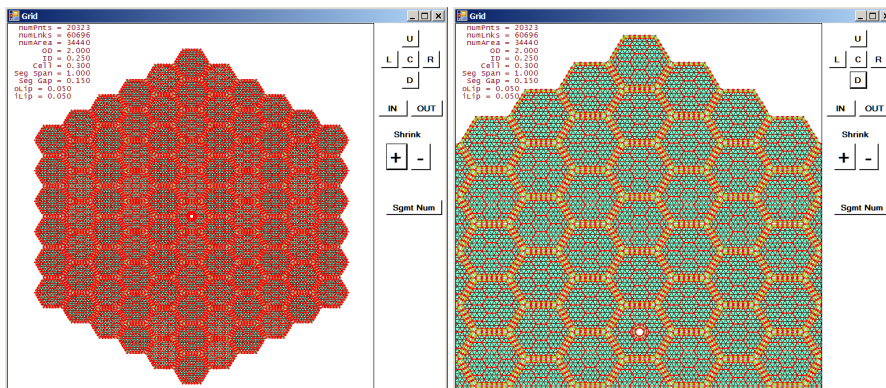 Grid
numPnts = 20323
numLnks = 60696
numArea = 34440
OD = 2.000
ID = 0.250
Cell = 0.300
Seg Span = 1.000
Seg Gap = 0.150
oLip = 0.050
iLip = 0.050
U
L C R
D
IN OUT
Shrink
+ -
Sgmt Num
Grid
numPnts = 20323
numLnks = 60696
numArea = 34440
OD = 2.000
ID = 0.250
Cell = 0.300
Seg Span = 1.000
Seg Gap = 0.150
oLip = 0.050
iLip = 0.050
U
L C R
D
IN OUT
Shrink
+ -
Sgmt Num